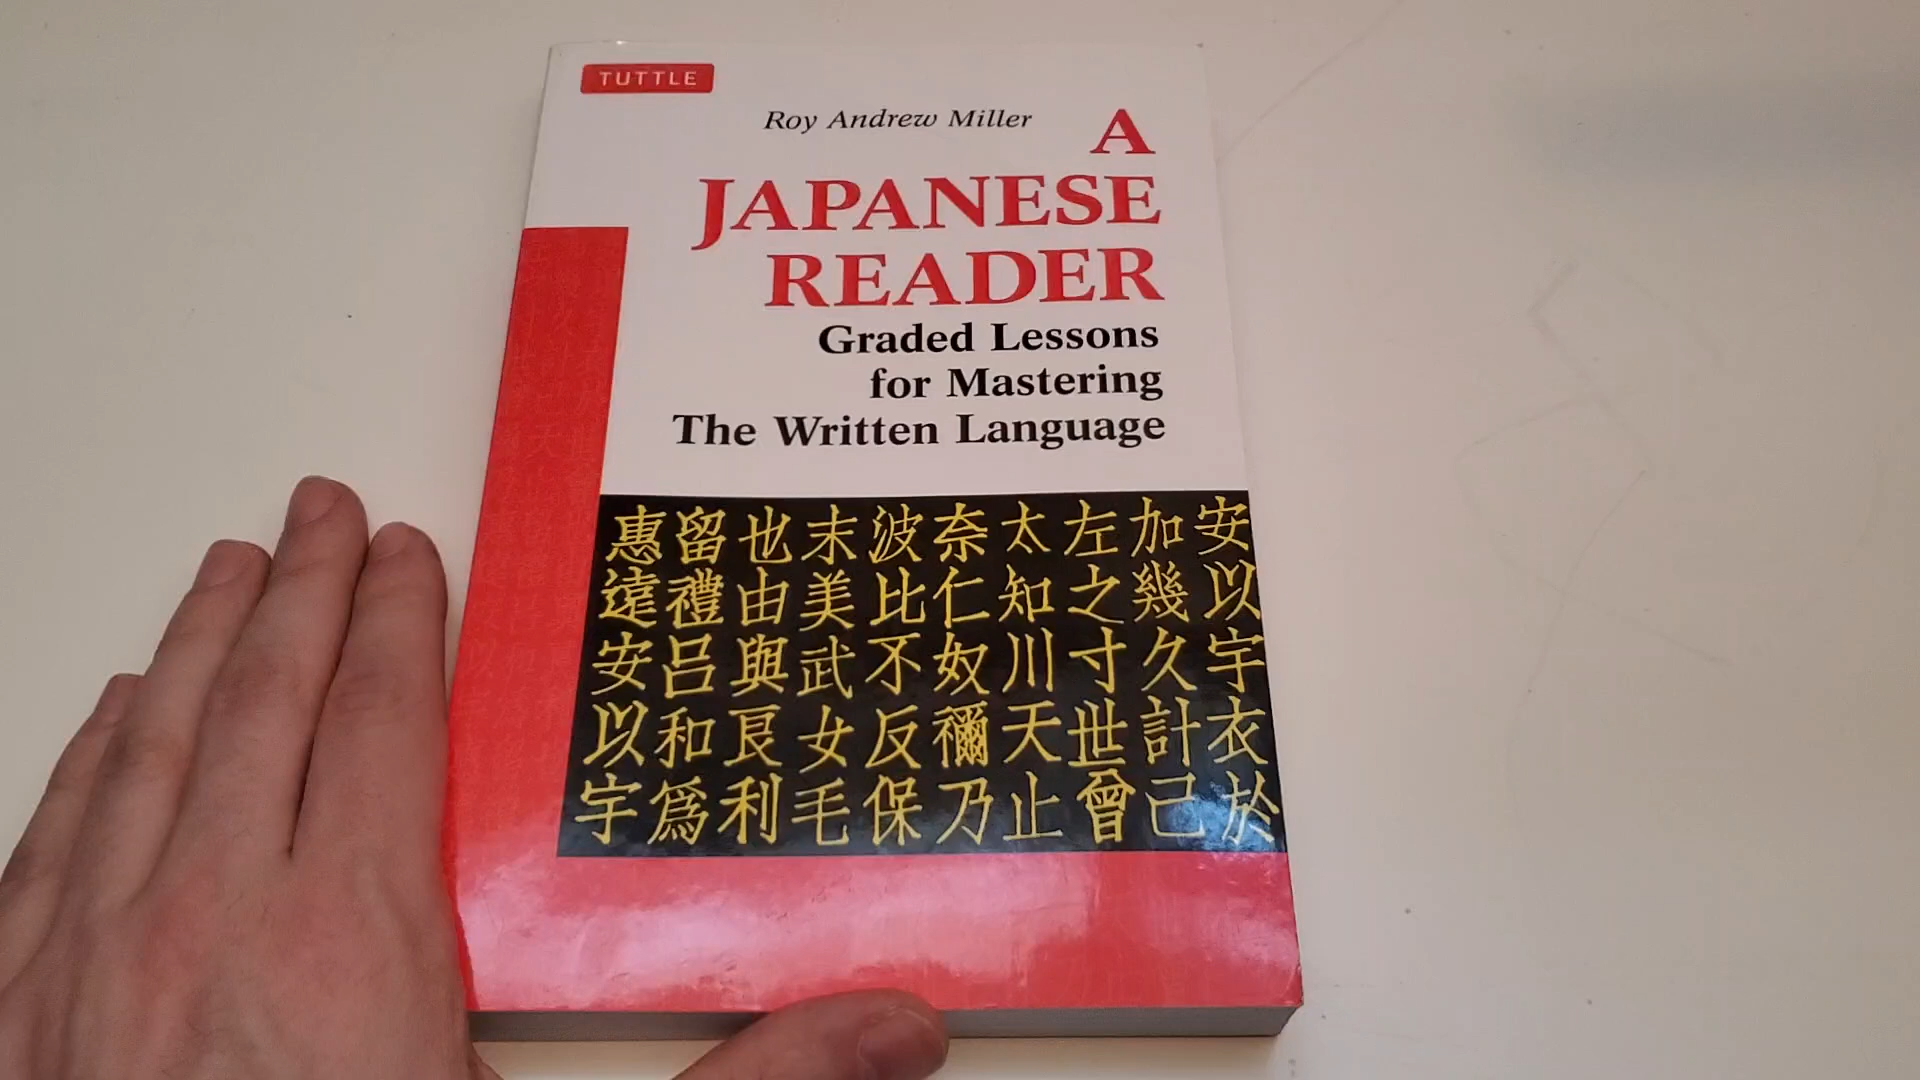 TUTTLE
Roy Andrew Miller
A
JAPANESE
READER
Graded Lessons
for Mastering
The Written Language
惠留也末波奈太左加安
遠禮由美比仁知之幾以
安呂與武不奴川寸久宇
以和艮女反禰天世計衣
宇爲利毛保乃止曾己於